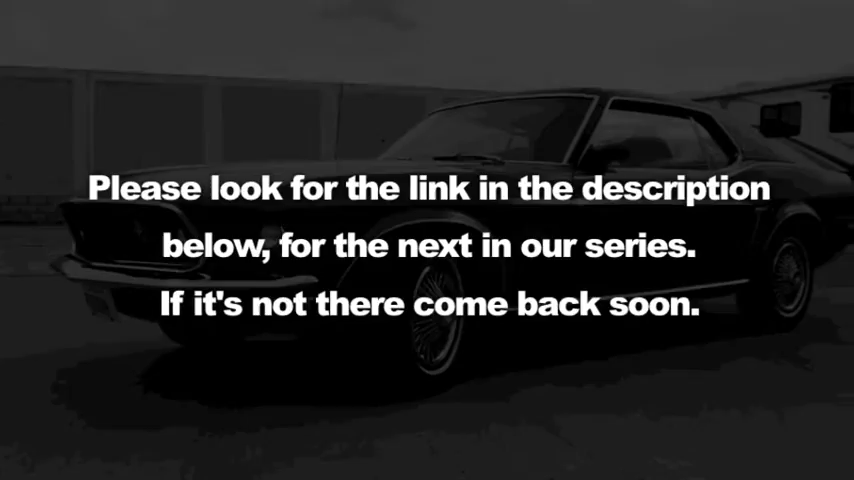 Please look for the link in the description
below, for the next in our series.
If it's not there come back soon.